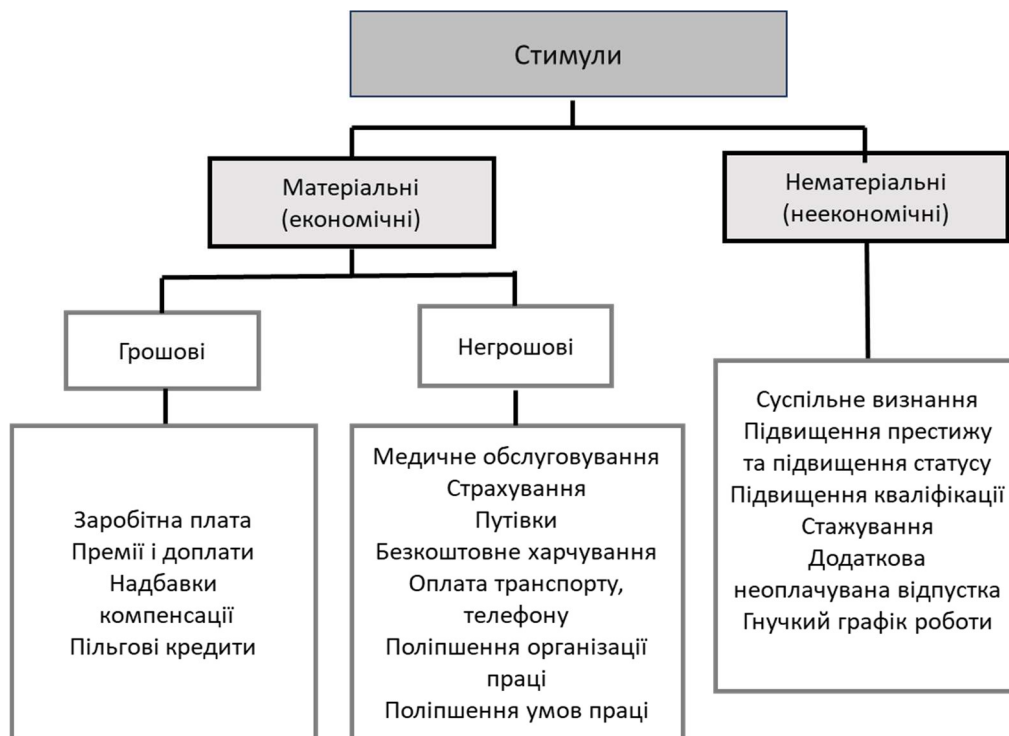 Стимули
Матеріальні
(економічні)
Нематеріальні
(неекономічні)
Грошові
Негрошові
Заробітна плата
Премії і доплати
Надбавки
компенсації
Пільгові кредити
Медичне обслуговування
Страхування
Путівки
Безкоштовне харчування
Оплата транспорту,
телефону
Поліпшення організації
праці
Поліпшення умов праці
Суспільне визнання
Підвищення престижу
та підвищення статусу
Підвищення кваліфікації
Стажування
Додаткова
неоплачувана відпустка
Гнучкий графік роботи